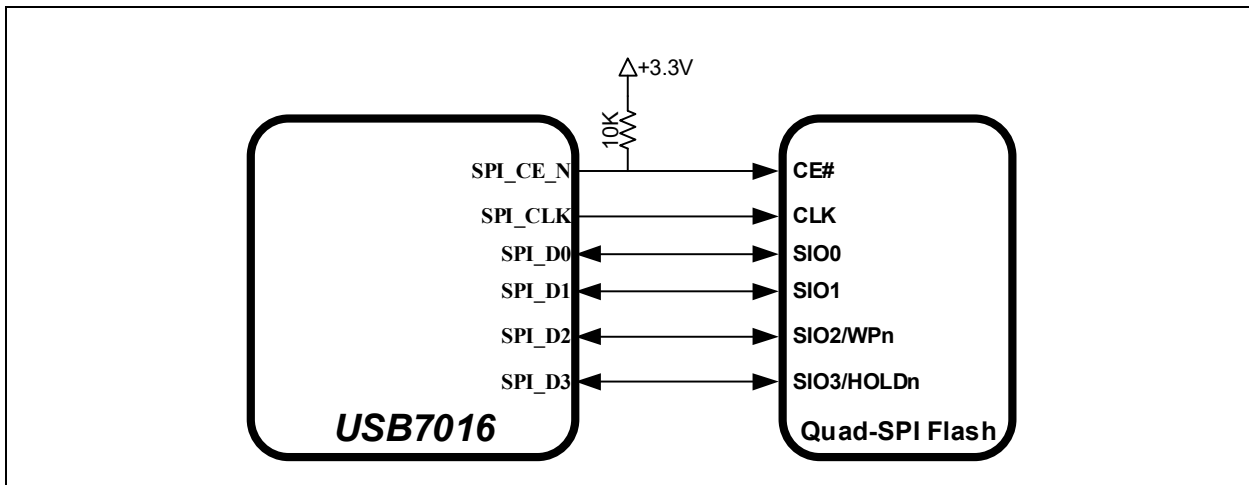 +3.3V
10K
SPI_CE_N CE#
SPI_CLK CLK
SPI_D0 SIO0
SPI_D1 SIO1
SPI_D2 SIO2/WPn
SPI_D3 SIO3/HOLDn
USB7016 Quad-SPI Flash